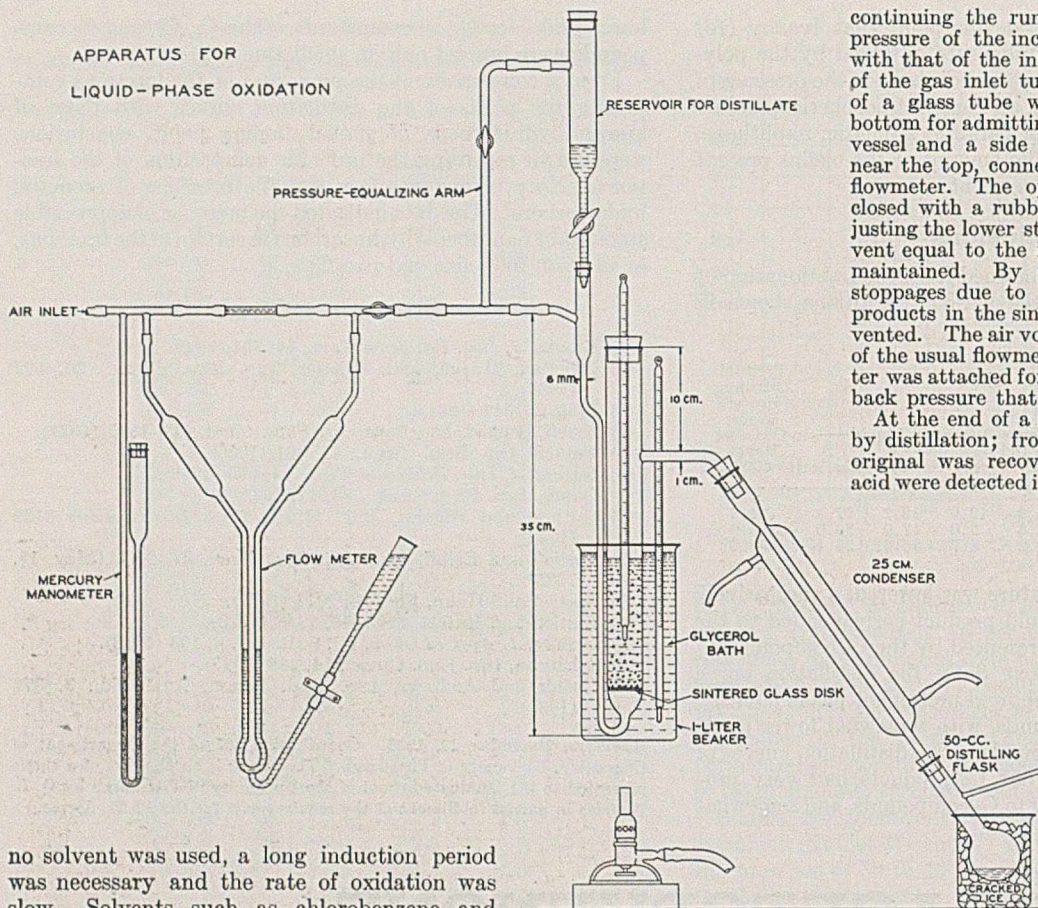 APPARATUS FOR
LIQUID-PHASE OXIDATION
RESERVOIR FOR DISTILLATE
PRESSURE-EQUALIZING ARM
AIR INLET
6 mm.
10 cm.
1 cm.
35 cm.
FLOW METER
MERCURY
MANOMETER
25 CM.
CONDENSER
GLYCEROL
BATH
SINTERED GLASS DISK
1-LITER
BEAKER
50-CC.
DISTILLING
FLASK
CRACKED
ICE
continuing the run
pressure of the inc
with that of the in
of the gas inlet tu
of a glass tube w
bottom for admittin
vessel and a side
near the top, conne
flowmeter. The o
closed with a rubb
justing the lower st
vent equal to the
maintained. By
stoppages due to
products in the sin
vented. The air vo
of the usual flowme
ter was attached for
back pressure that
At the end of a
by distillation; fro
original was recov
acid were detected i
no solvent was used, a long induction period
was necessary and the rate of oxidation was
slow. Solvents such as chlorobenzene and